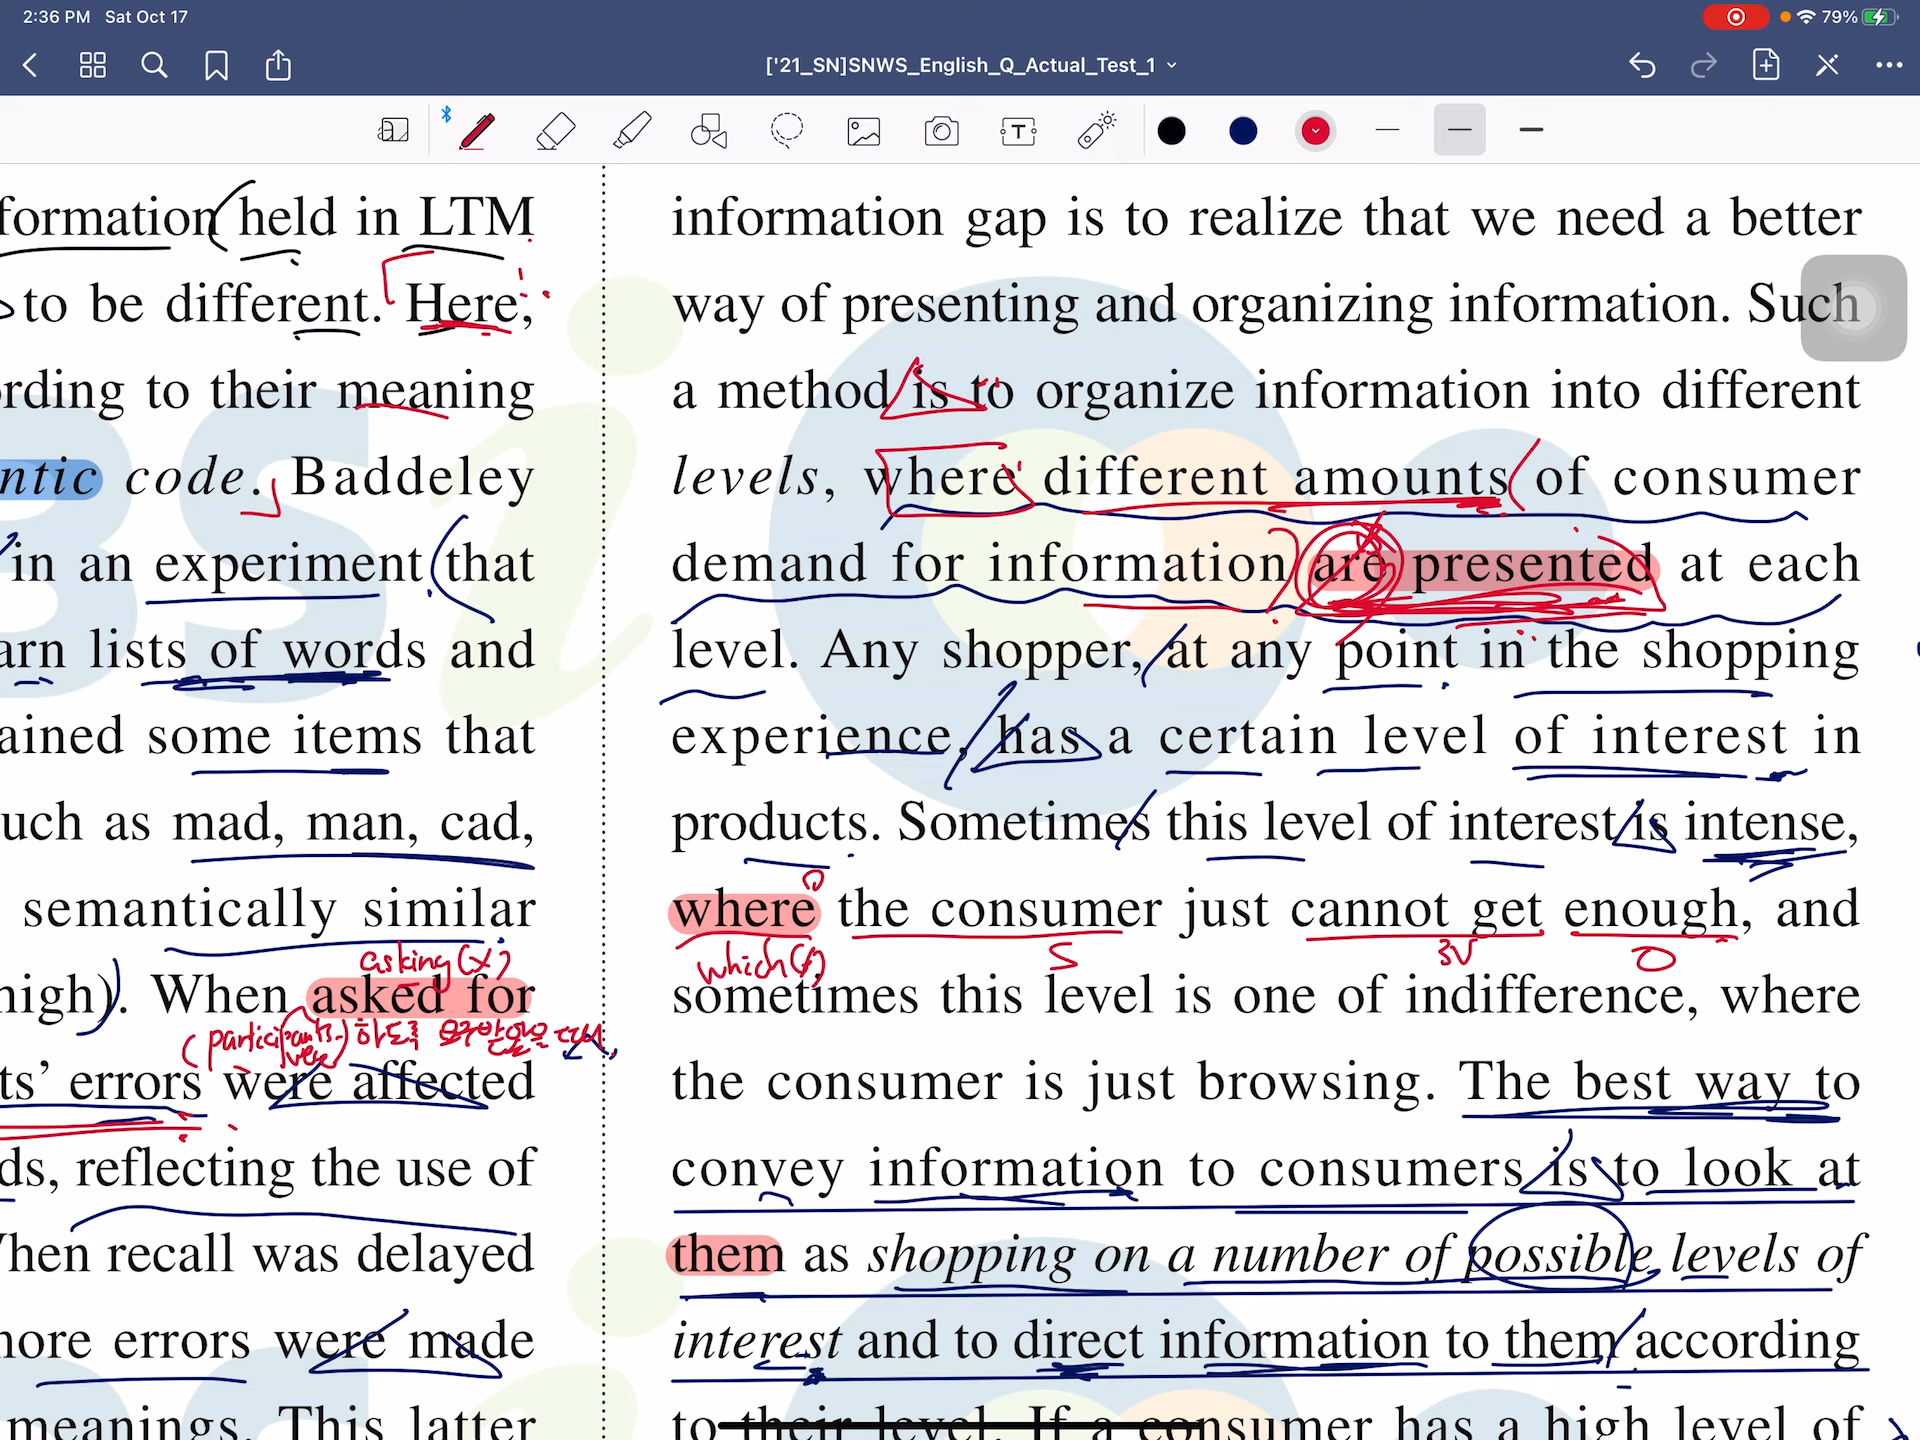 2:36 PM Sat Oct 17
79%
['21_SN]SNWS_English_Q_Actual_Test_1
formation held in LTM
to be different. Here,
rding to their meaning
ntic code. Baddeley
in an experiment that
arn lists of words and
ained some items that
uch as mad, man, cad,
semantically similar
asking(x)
high). When asked for
(participants were) 하도록
ts' errors were affected
ds, reflecting the use of
hen recall was delayed
more errors were made
meanings. This latter
information gap is to realize that we need a better
way of presenting and organizing information. Such
a method is to organize information into different
levels, where different amounts of consumer
demand for information are presented at each
level. Any shopper, at any point in the shopping
experience, has a certain level of interest in
products. Sometimes this level of interest is intense,
where the consumer just cannot get enough, and
which(x) S 3V O
sometimes this level is one of indifference, where
the consumer is just browsing. The best way to
convey information to consumers is to look at
them as shopping on a number of possible levels of
interest and to direct information to them according
to their level. If a consumer has a high level of